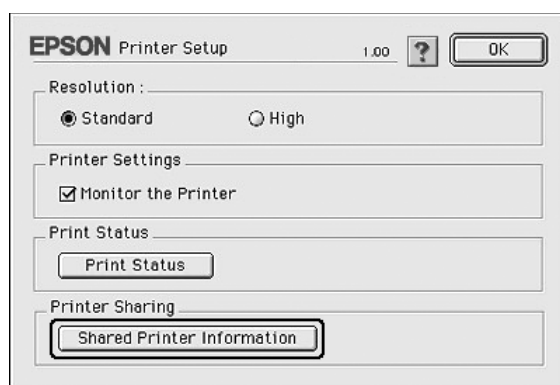 EPSON Printer Setup 1.00 ? OK
Resolution :
Standard High
Printer Settings
Monitor the Printer
Print Status
Print Status
Printer Sharing
Shared Printer Information